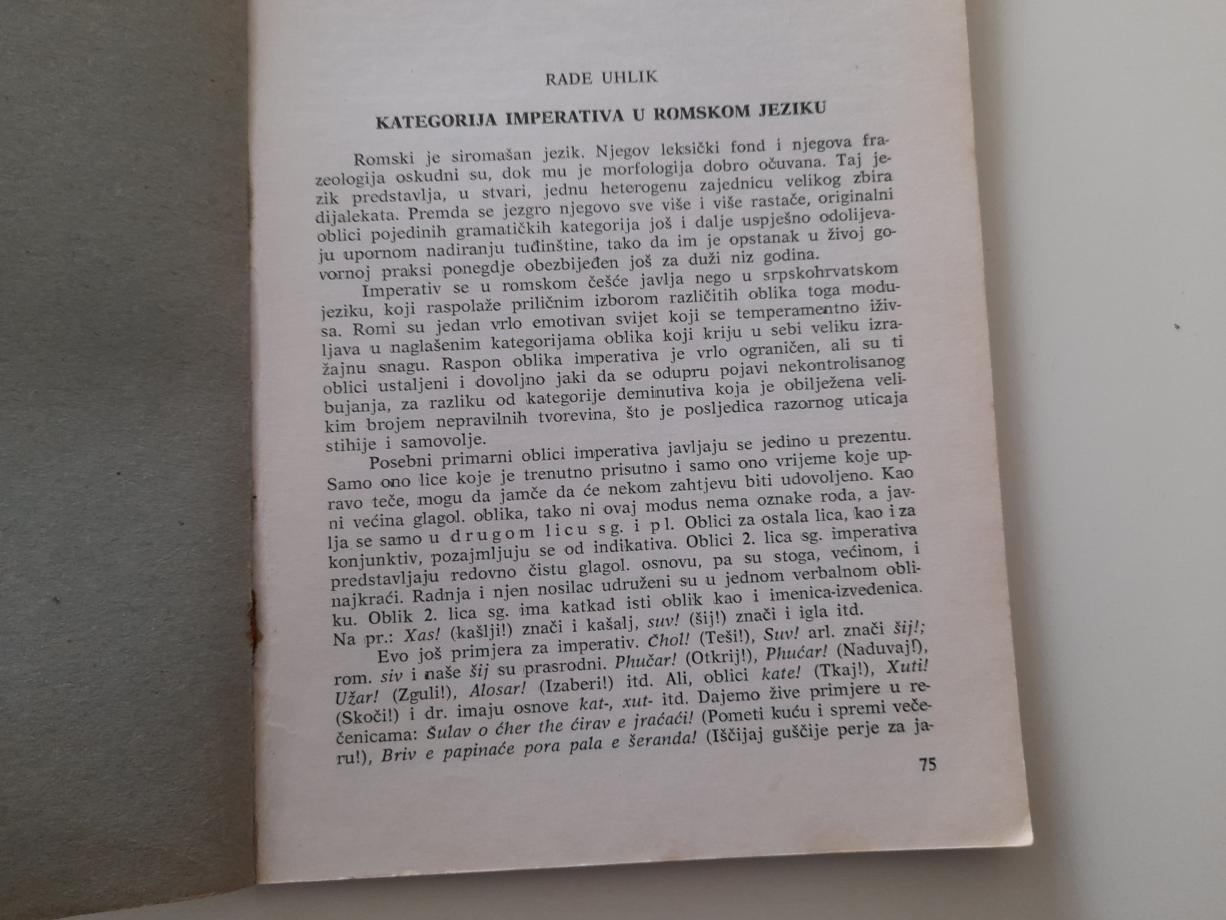 RADE UHLIK
KATEGORIJA IMPERATIVA U ROMSKOM JEZIKU
Romski je siromašan jezik. Njegov leksički fond i njegova fra-
zeologija oskudni su, dok mu je morfologija dobro očuvana. Taj je-
zik predstavlja, u stvari, jednu heterogenu zajednicu velikog zbira
dijalekata. Premda se jezgro njegovo sve više i više rastače, originalni
oblici pojedinih gramatičkih kategorija još i dalje uspješno odolijeva-
ju upornom nadiranju tuđinštine, tako da im je opstanak u živoj go-
vornoj praksi ponegdje obezbijeđen još za duži niz godina.
Imperativ se u romskom češće javlja nego u srpskohrvatskom
jeziku, koji raspolaže priličnim izborom različitih oblika toga modu-
sa. Romi su jedan vrlo emotivan svijet koji se temperamentno iživ-
ljava u naglašenim kategorijama oblika koji kriju u sebi veliku izra-
žajnu snagu. Raspon oblika imperativa je vrlo ograničen, ali su ti
oblici ustaljeni i dovoljno jaki da se odupru pojavi nekontrolisanog
bujanja, za razliku od kategorije deminutiva koja je obilježena veli-
kim brojem nepravilnih tvorevina, što je posljedica razornog uticaja
stihije i samovolje.
Posebni primarni oblici imperativa javljaju se jedino u prezentu.
Samo ono lice koje je trenutno prisutno i samo ono vrijeme koje up-
ravo teče, mogu da jamče da će nekom zahtjevu biti udovoljeno. Kao
ni većina glagol. oblika, tako ni ovaj modus nema oznake roda, a jav-
lja se samo u drugom licu sg. i pl. Oblici za ostala lica, kao i za
konjunktiv, pozajmljuju se od indikativa. Oblici 2. lica sg. imperativa
predstavljaju redovno čistu glagol. osnovu, pa su stoga, većinom, i
najkraći. Radnja i njen nosilac udruženi su u jednom verbalnom obli-
ku. Oblik 2. lica sg. ima katkad isti oblik kao i imenica-izvedenica.
Na pr.: Xas! (kašlji!) znači i kašalj, suv! (šij!) znači i igla itd.
Evo još primjera za imperativ. Čhol! (Teši!), Suv! arl. znači šij!;
rom. siv i naše šij su prasrodni. Phučar! (Otkrij!), Phućar! (Naduvaj!),
Užar! (Zguli!), Alosar! (Izaberi!) itd. Ali, oblici kate! (Tkaj!), Xuti!
(Skoči!) i dr. imaju osnove kat-, xut- itd. Dajemo žive primjere u re-
čenicama: Šulav o ćher the ćirav e jraćaći! (Pometi kuću i spremi veče-
ru!), Briv e papinaće pora pala e šeranda! (Iščijaj guščije perje za ja-
75